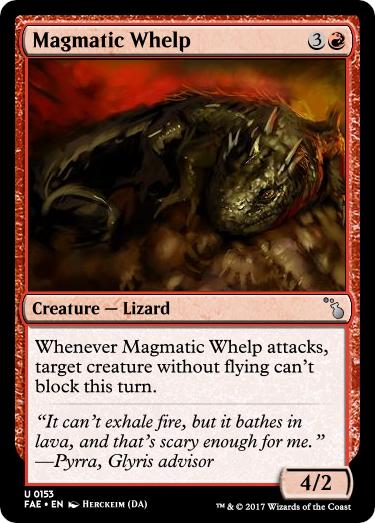 Magmatic Whelp 3
Creature — Lizard
Whenever Magmatic Whelp attacks,
target creature without flying can't
block this turn.
“It can't exhale fire, but it bathes in
lava, and that's scary enough for me.”
—Pyrra, Glyris advisor
4/2
U 0153
FAE • EN Herckeim (DA)
™ & © 2017 Wizards of the Coast